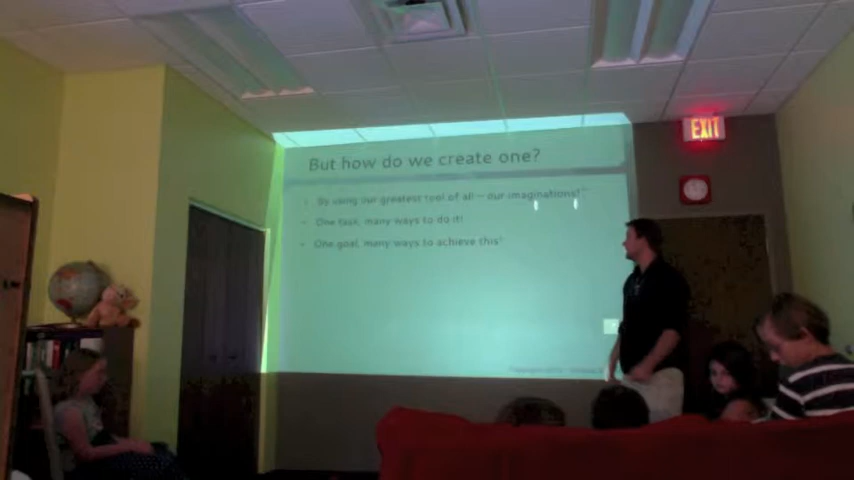 But how do we create one?
EXIT
By using our greatest tool of all - our imaginations!
One task, many ways to do it!
One goal, many ways to achieve this